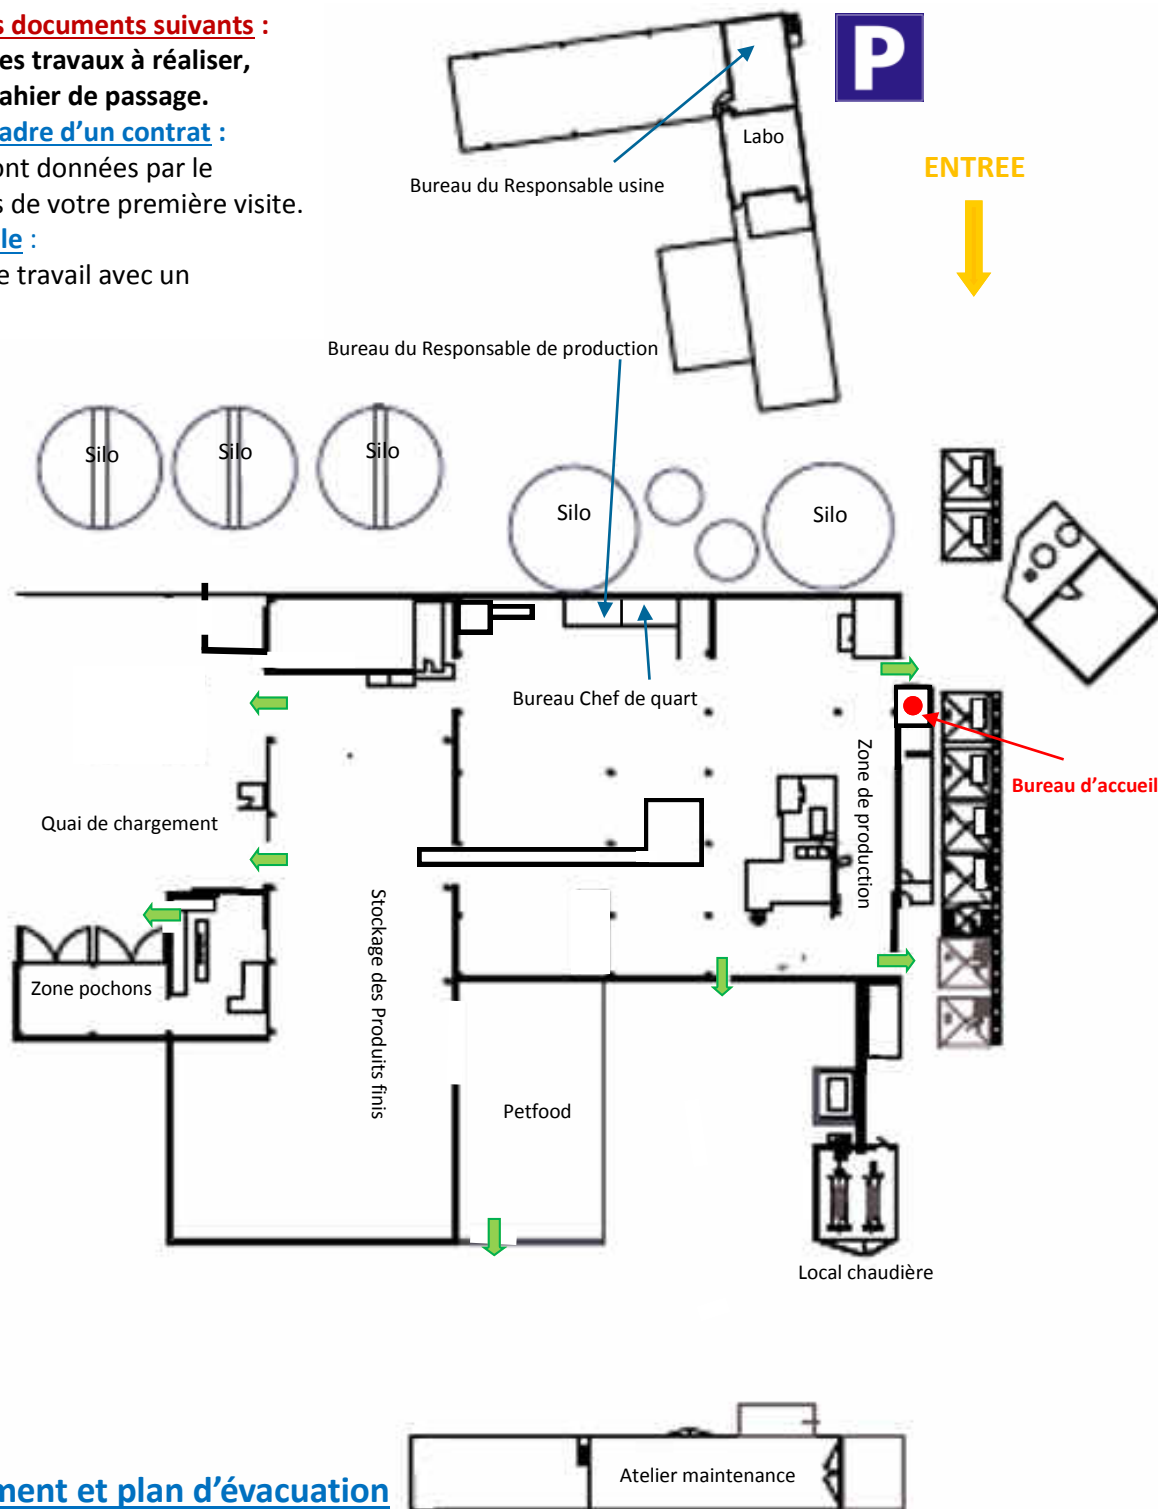 s documents suivants :
es travaux à réaliser,
ahier de passage.
adre d’un contrat :
ont données par le
s de votre première visite.
le :
e travail avec un
P
Labo
ENTREE
Bureau du Responsable usine
Bureau du Responsable de production
Silo
Silo
Silo
Silo
Silo
Bureau Chef de quart
Zone de production
Bureau d’accueil
Quai de chargement
Stockage des Produits finis
Zone pochons
Petfood
Local chaudière
Atelier maintenance
ment et plan d’évacuation